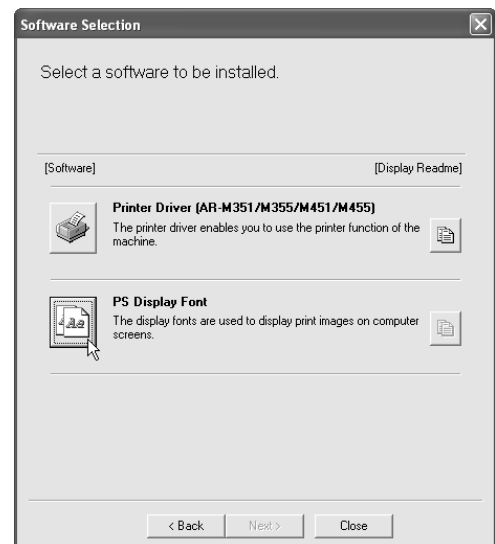 Software Selection
Select a software to be installed.
[Software] [Display Readme]
Printer Driver (AR-M351/M355/M451/M455)
The printer driver enables you to use the printer function of the
machine.
PS Display Font
The display fonts are used to display print images on computer
screens.
< Back Next > Close